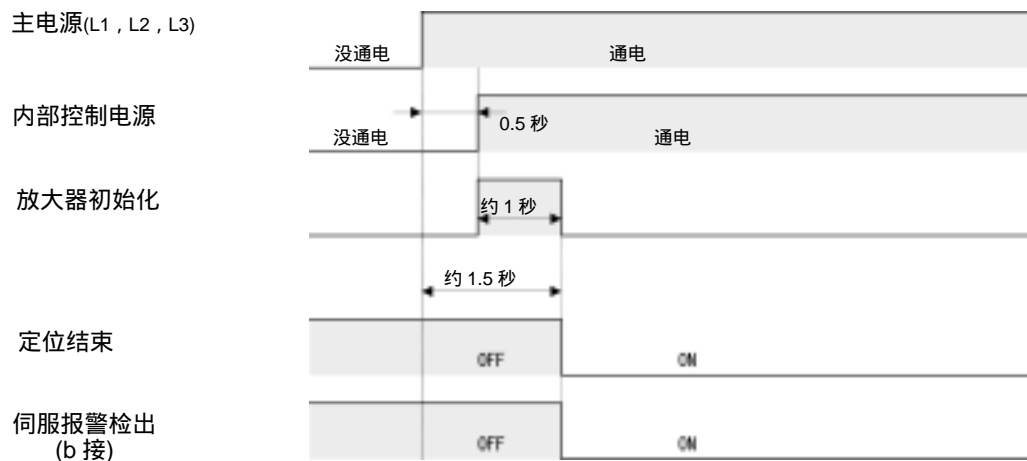 主电源(L1 , L2 , L3)
没通电
通电
内部控制电源
0.5 秒
没通电
通电
放大器初始化
约 1 秒
约 1.5 秒
定位结束
OFF
ON
伺服报警检出
(b 接)
OFF
ON